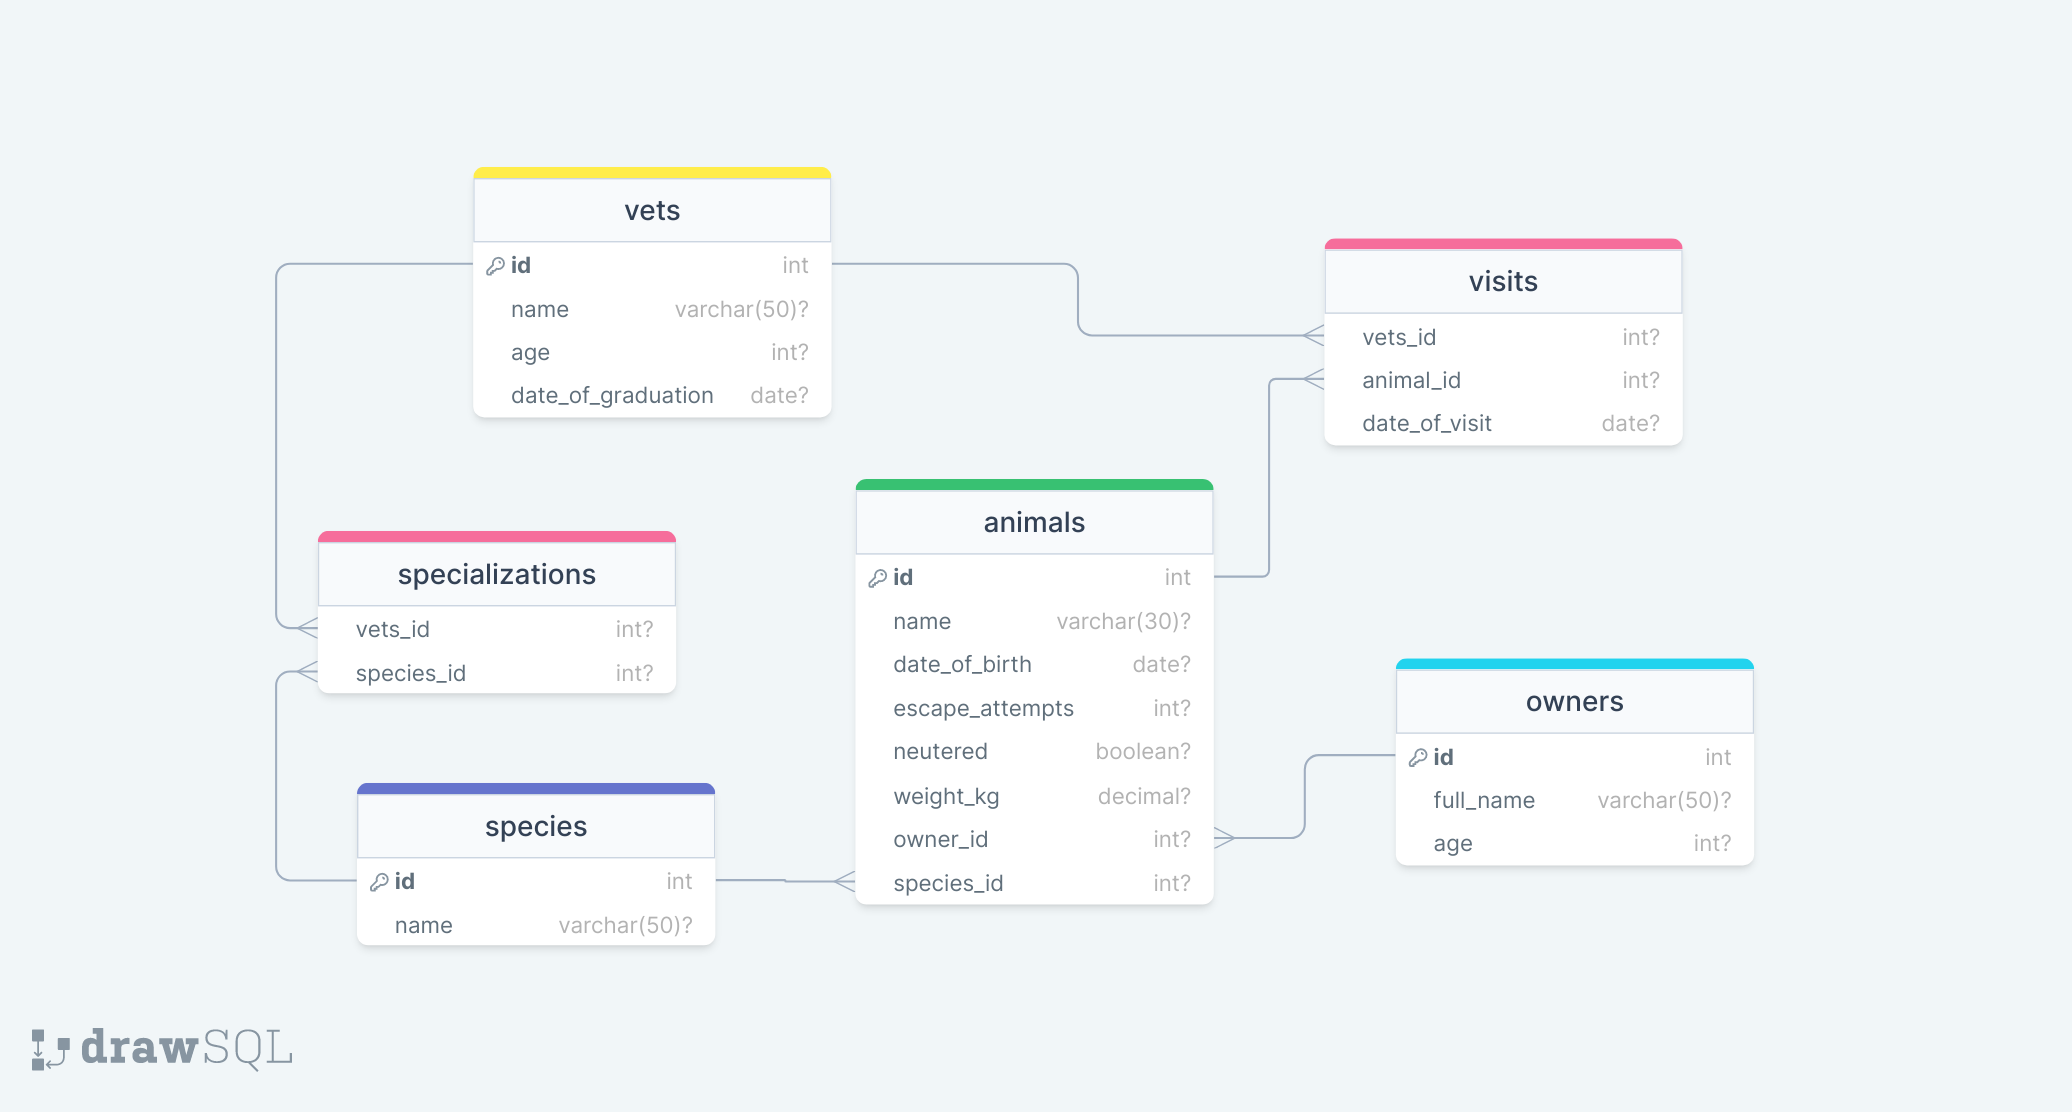 vets
id int
name varchar(50)?
age int?
date_of_graduation date?
visits
vets_id int?
animal_id int?
date_of_visit date?
specializations
vets_id int?
species_id int?
animals
id int
name varchar(30)?
date_of_birth date?
escape_attempts int?
neutered boolean?
weight_kg decimal?
owner_id int?
species_id int?
owners
id int
full_name varchar(50)?
age int?
species
id int
name varchar(50)?
drawSQL